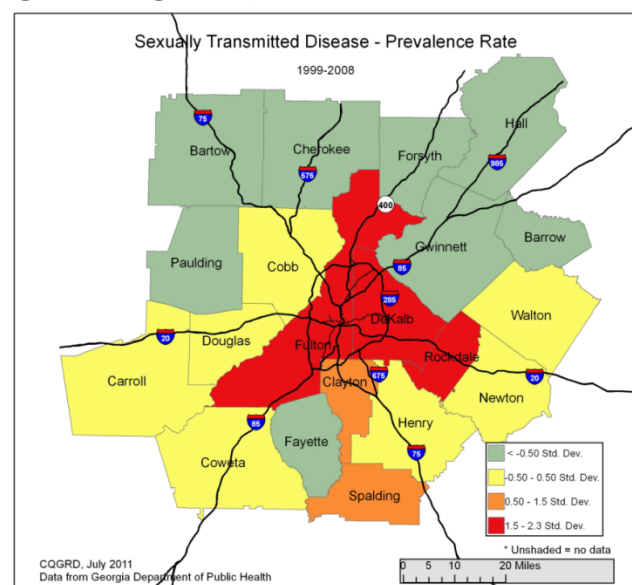 Sexually Transmitted Disease - Prevalence Rate
1999-2008
75
Bartow
Cherokee
575
Forsyth
Hall
985
400
Paulding
Cobb
Gwinnett
85
Barrow
285
DeKalb
Walton
20
Douglas
Fulton
Rockdale
Carroll
Clayton
675
20
Newton
85
Fayette
Henry
75
Coweta
Spalding
< -0.50 Std. Dev.
-0.50 - 0.50 Std. Dev.
0.50 - 1.5 Std. Dev.
1.5 - 2.3 Std. Dev.
* Unshaded = no data
0 5 10 20 Miles
CQGRD, July 2011
Data from Georgia Department of Public Health